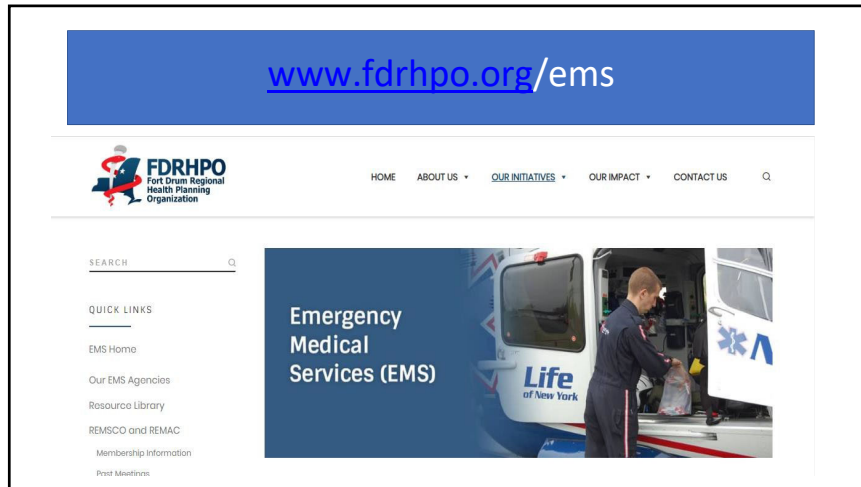 www.fdrhpo.org/ems
FDRHPO
Fort Drum Regional
Health Planning
Organization
HOME ABOUT US OUR INITIATIVES OUR IMPACT CONTACT US
SEARCH
QUICK LINKS
EMS Home
Our EMS Agencies
Resource Library
REMSCO and REMAC
Membership Information
Past Meetings
Emergency
Medical
Services (EMS)
Life
of New York